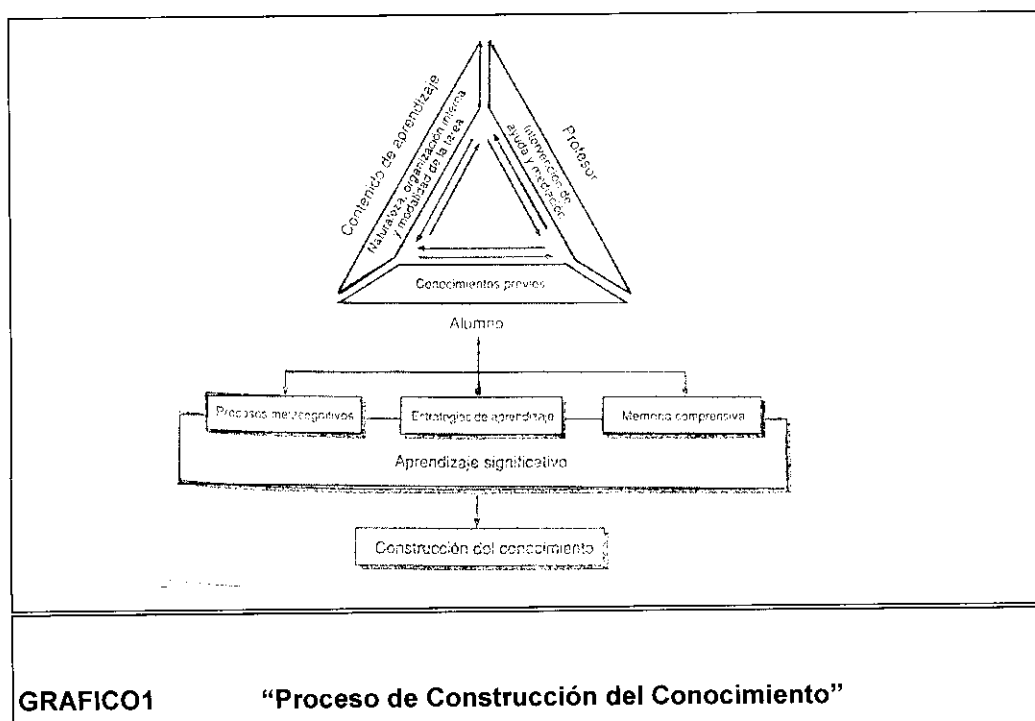 Contenido de aprendizaje
Naturaleza, organización interna
y modalidad de la tarea
Profesor
Intervención de
ayuda y mediación
Conocimientos previos
Alumno
Procesos metacognitivos
Estrategias de aprendizaje
Memoria comprensiva
Aprendizaje significativo
Construcción del conocimiento
GRAFICO1 “Proceso de Construcción del Conocimiento”